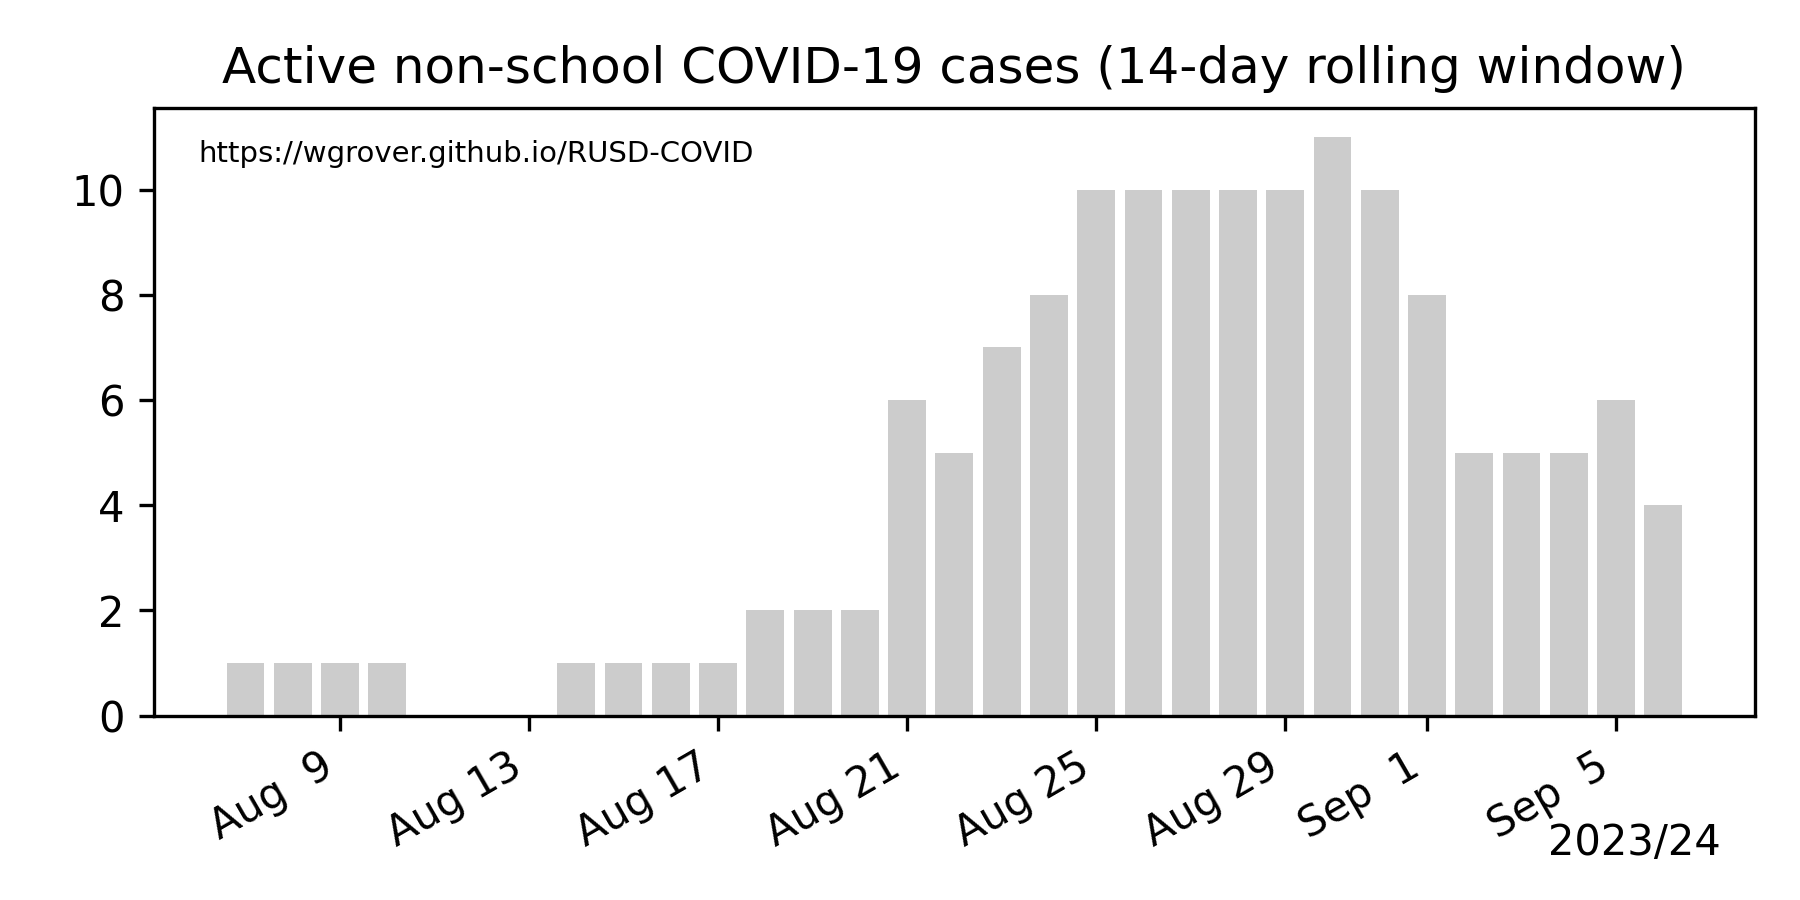 Active non-school COVID-19 cases (14-day rolling window)
https://wgrover.github.io/RUSD-COVID
10
8
6
4
2
0
Aug 9
Aug 13
Aug 17
Aug 21
Aug 25
Aug 29
Sep 1
Sep 5
2023/24